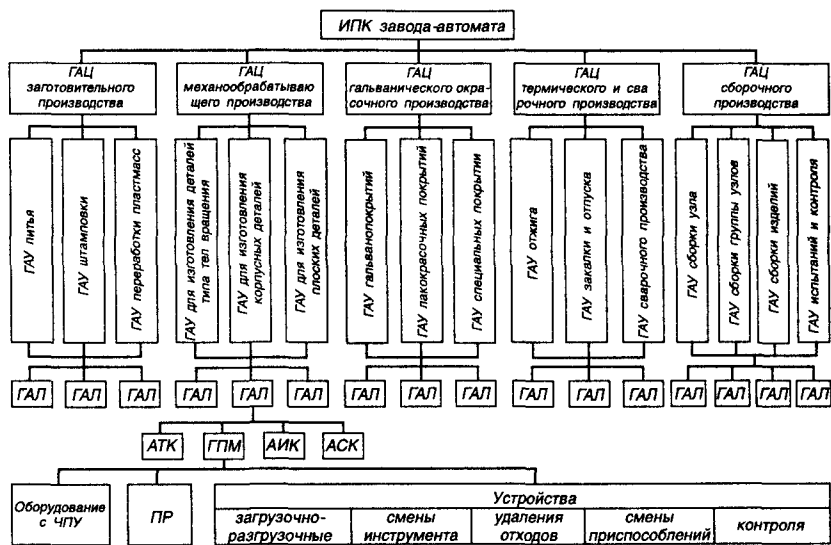 ИПК завода-автомата
ГАЦ
заготовительного
производства
ГАЦ
механообрабатываю
щего производства
ГАЦ
гальванического окра-
сочного производства
ГАЦ
термического и сва
рочного производства
ГАЦ
сборочного
производства
ГАУ литья
ГАУ штамповки
ГАУ переработки пластмасс
ГАУ для изготовления деталей
типа тел вращения
ГАУ для изготовления
корпусных деталей
ГАУ для изготовления
плоских деталей
ГАУ гальванопокрытий
ГАУ лакокрасочных покрытий
ГАУ специальных покрытии
ГАУ отжига
ГАУ закалки и отпуска
ГАУ сварочного производства
ГАУ сборки узла
ГАУ сборки группы узлов
ГАУ сборки изделий
ГАУ испытаний и контроля
ГАЛ ГАЛ ГАЛ ГАЛ ГАЛ ГАЛ ГАЛ ГАЛ ГАЛ ГАЛ ГАЛ ГАЛ ГАЛ ГАЛ ГАЛ ГАЛ
АТК ГПМ АИК АСК
Оборудование
с ЧПУ
ПР
Устройства
загрузочно-
разгрузочные
смены
инструмента
удаления
отходов
смены
приспособлений
контроля